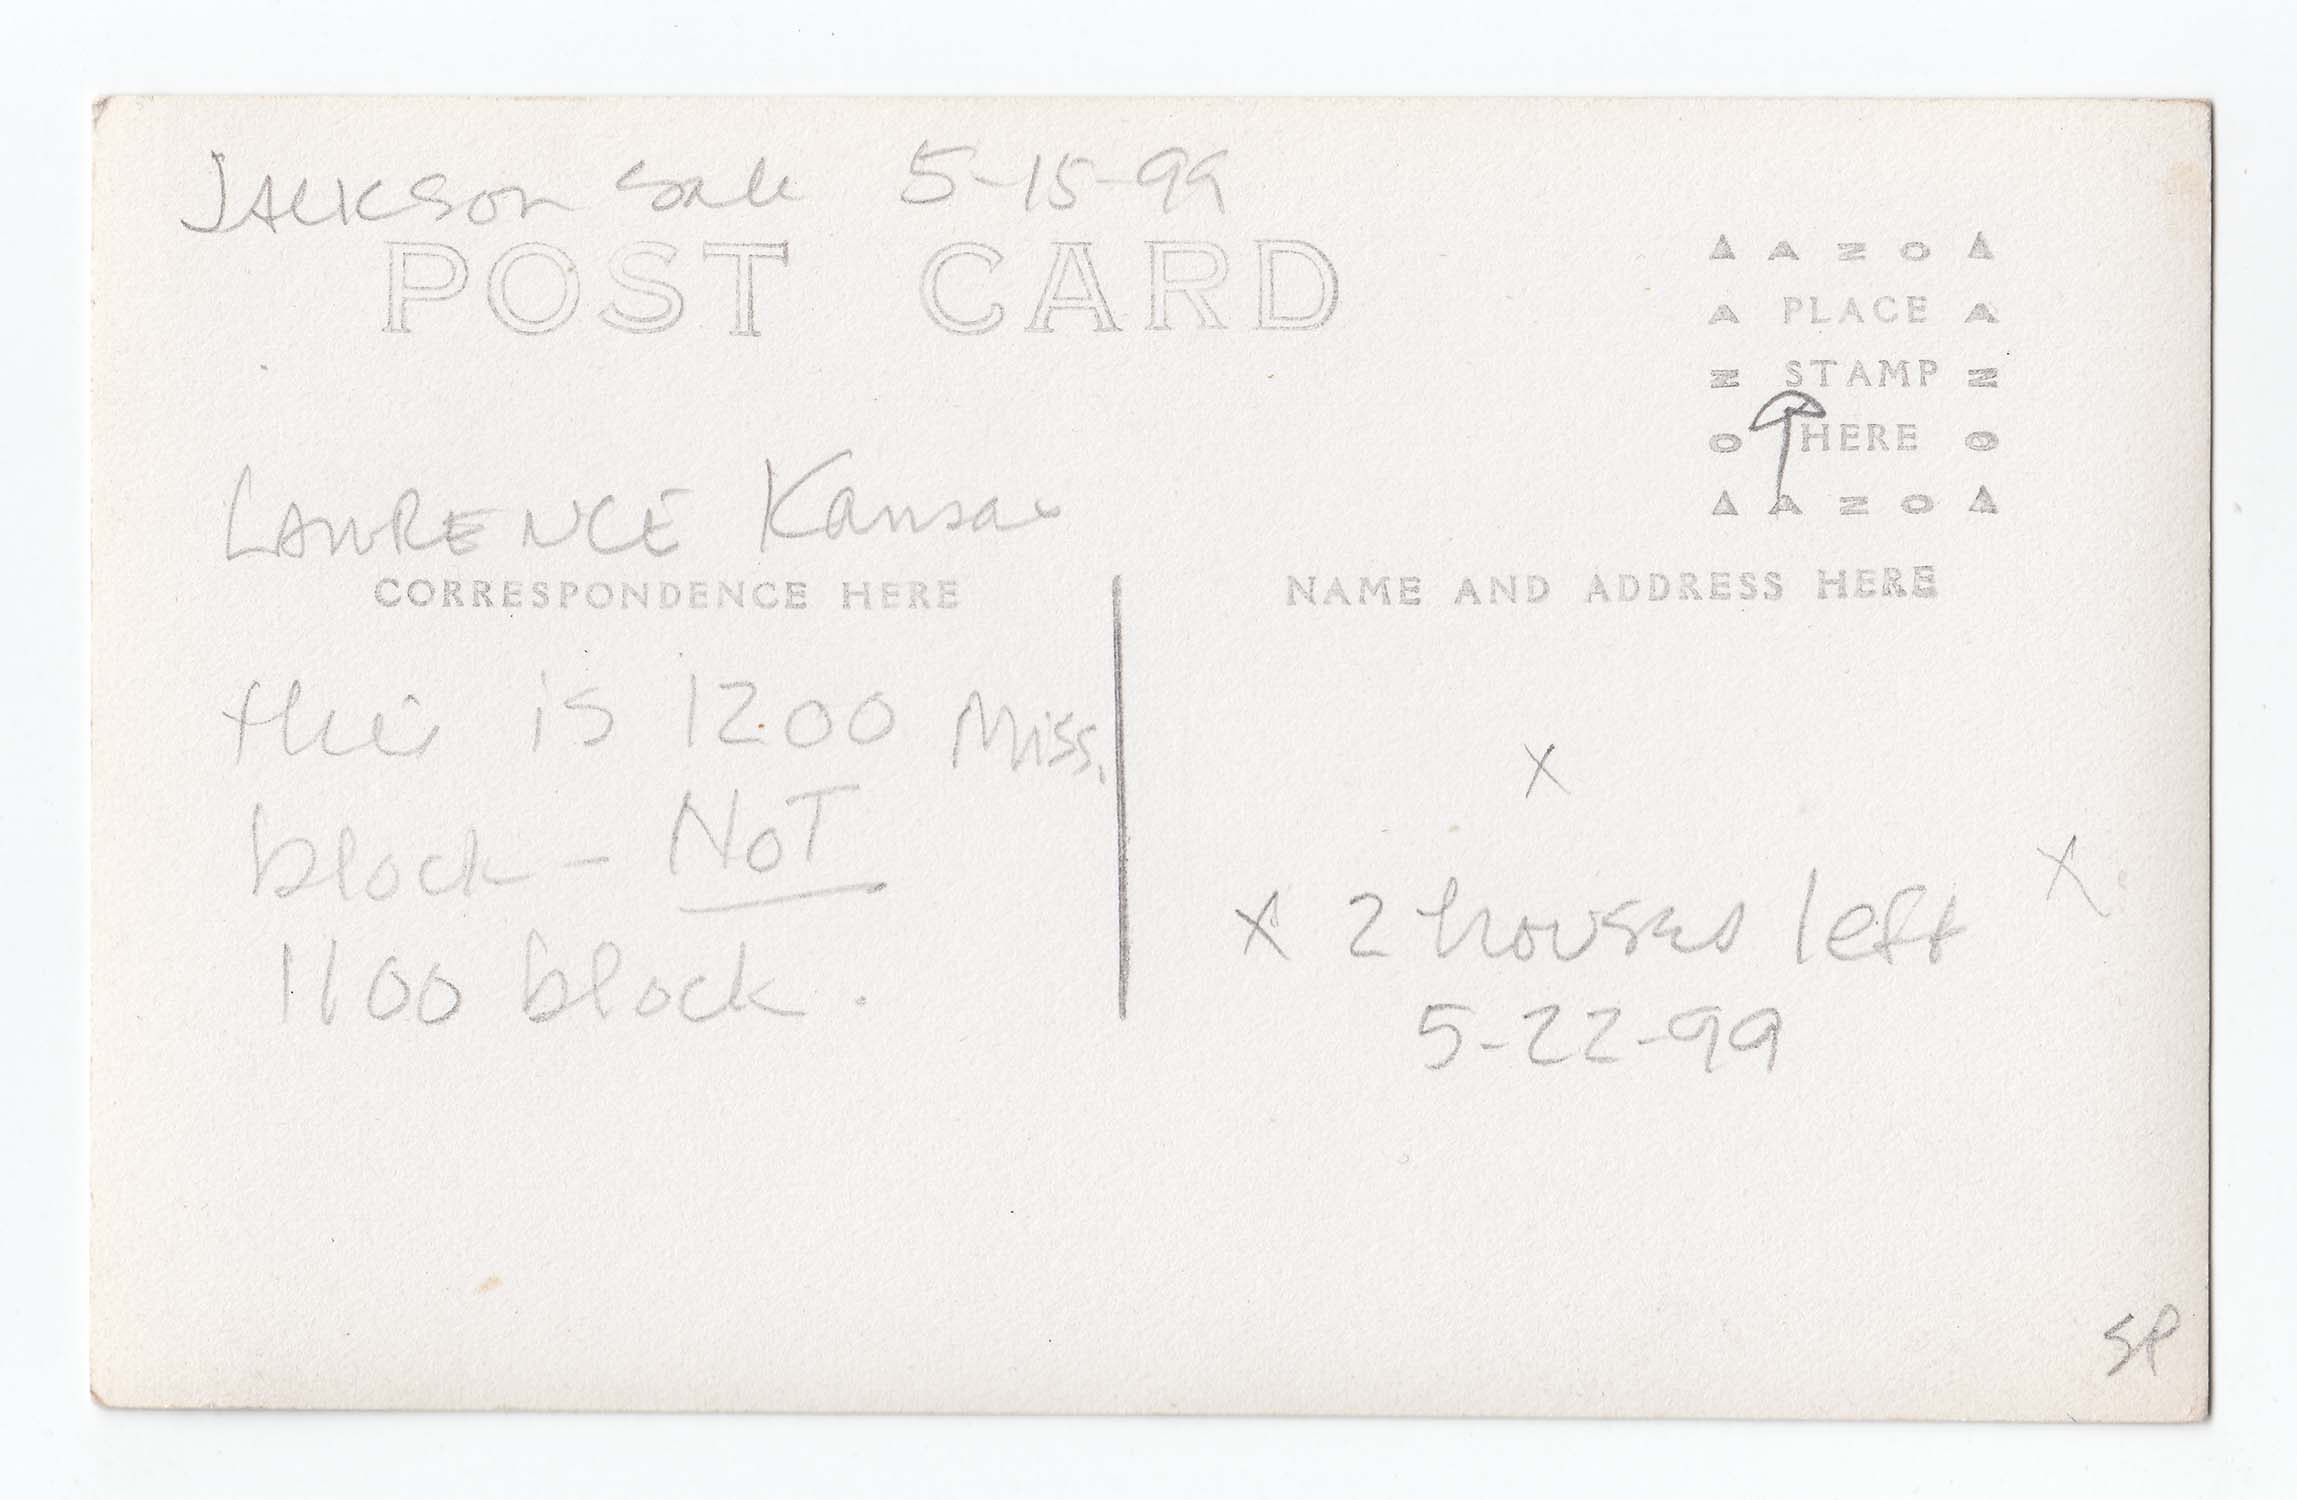 JACKSON Sale 5-15-99
POST CARD
A Z O
PLACE
STAMP
HERE
A Z O
LAWRENCE Kansas
CORRESPONDENCE HERE
NAME AND ADDRESS HERE
this is 1200 Miss.
block - NOT
1100 block.
x
x 2 houses left x
5-22-99
SP